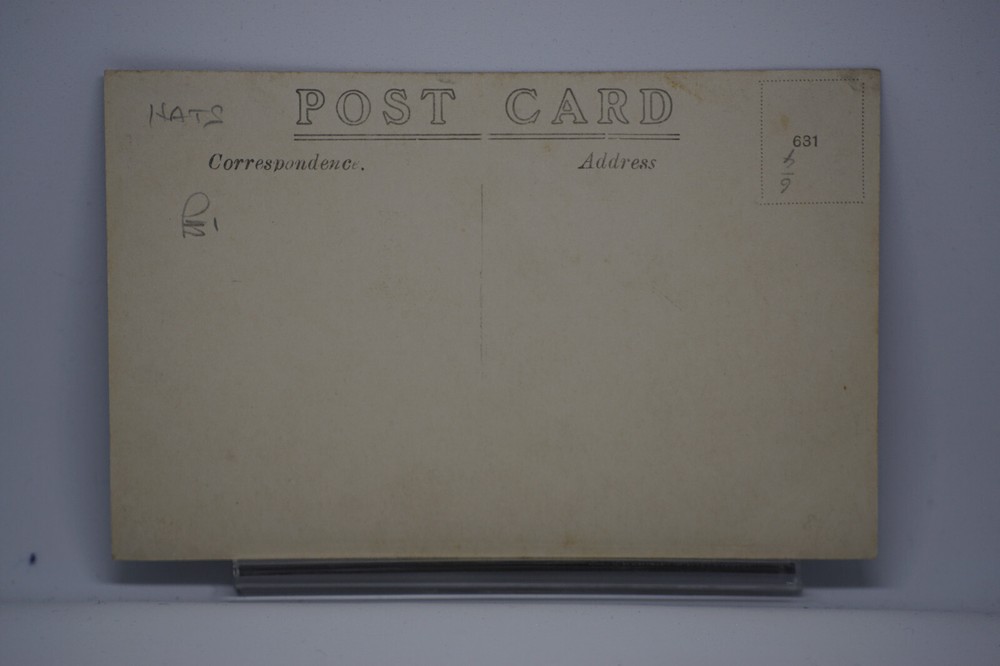 POST CARD
HATS
Correspondence.
Address
631